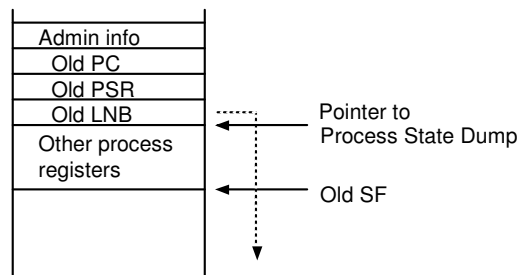 Admin info
Old PC
Old PSR
Old LNB
Other process
registers
Pointer to
Process State Dump
Old SF